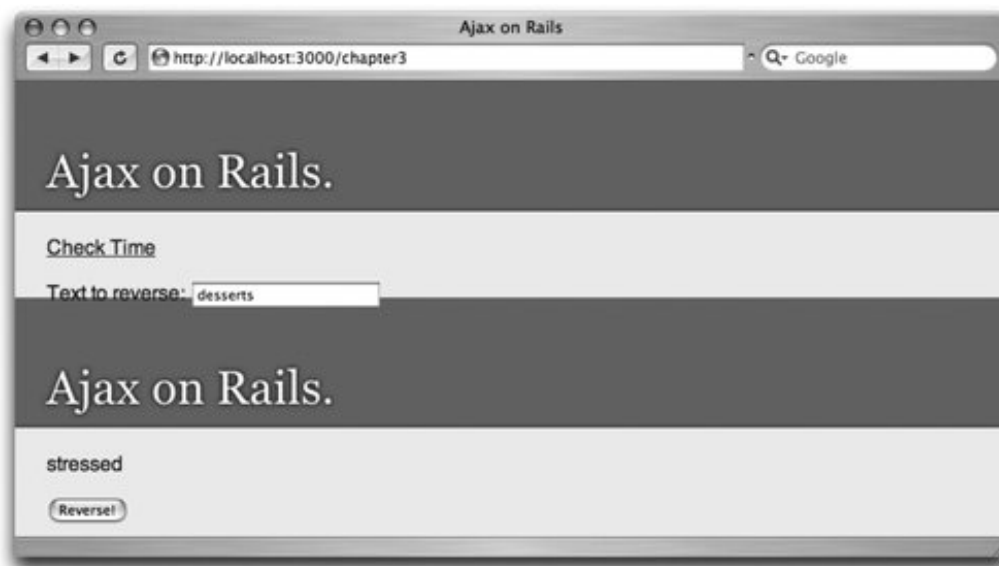 Ajax on Rails
http://localhost:3000/chapter3
Google
Ajax on Rails.
Check Time
Text to reverse: desserts
Ajax on Rails.
stressed
Reverse!